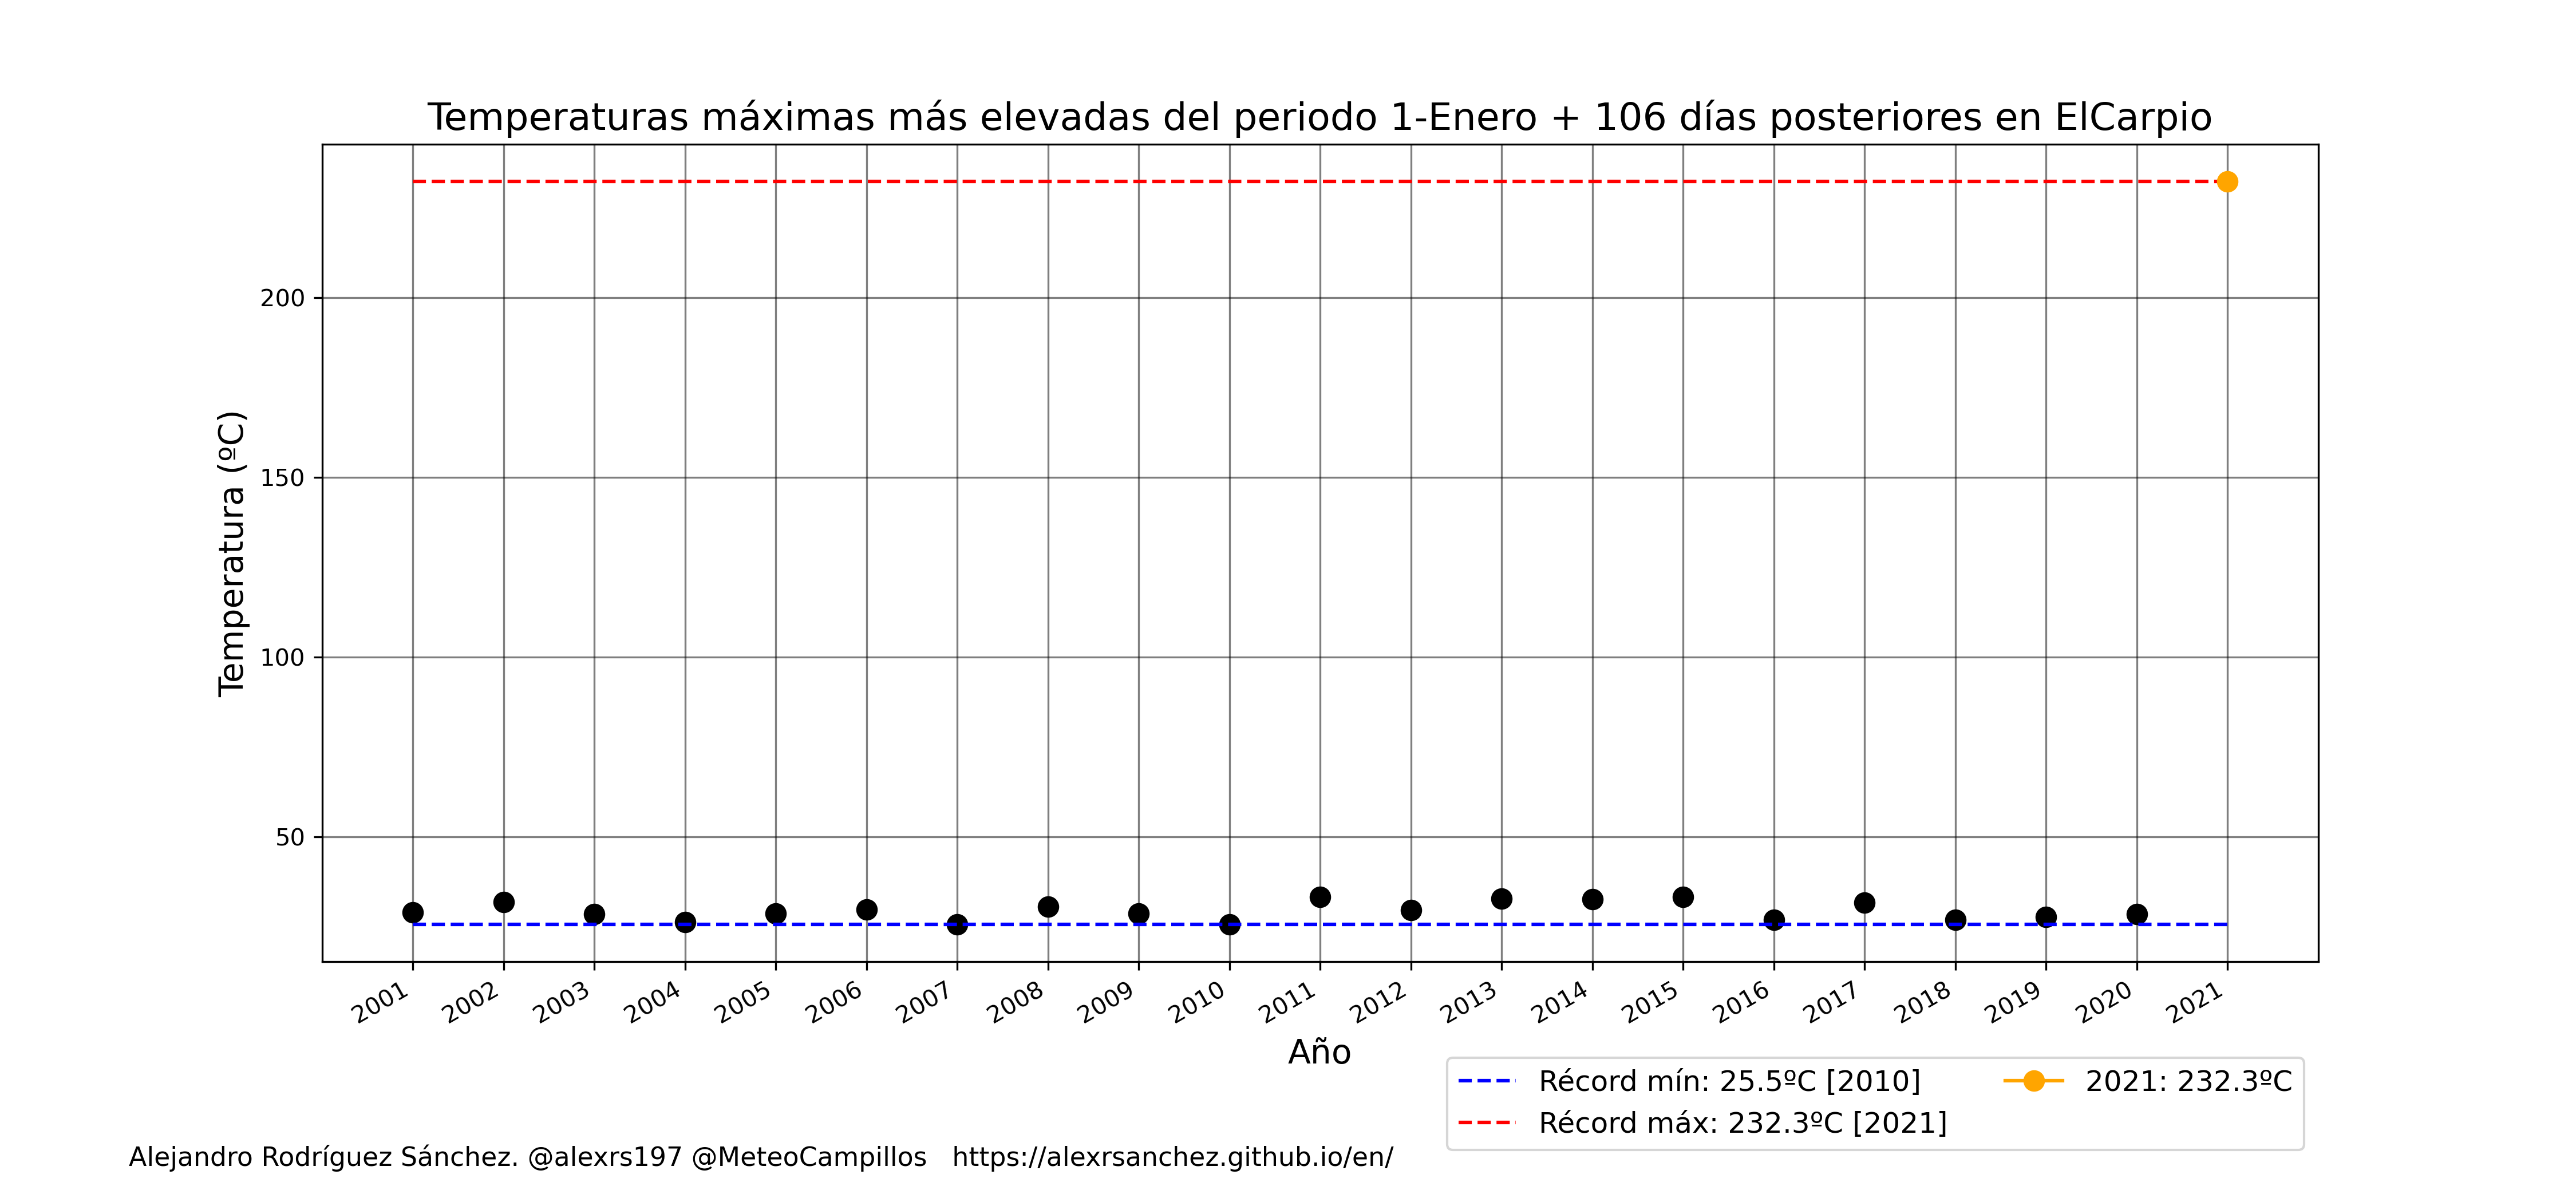 Temperaturas máximas más elevadas del periodo 1-Enero + 106 días posteriores en ElCarpio
Temperatura (ºC)
200
150
100
50
2001 2002 2003 2004 2005 2006 2007 2008 2009 2010 2011 2012 2013 2014 2015 2016 2017 2018 2019 2020 2021
Año
Récord mín: 25.5ºC [2010]
Récord máx: 232.3ºC [2021]
2021: 232.3ºC
Alejandro Rodríguez Sánchez. @alexrs197 @MeteoCampillos https://alexrsanchez.github.io/en/